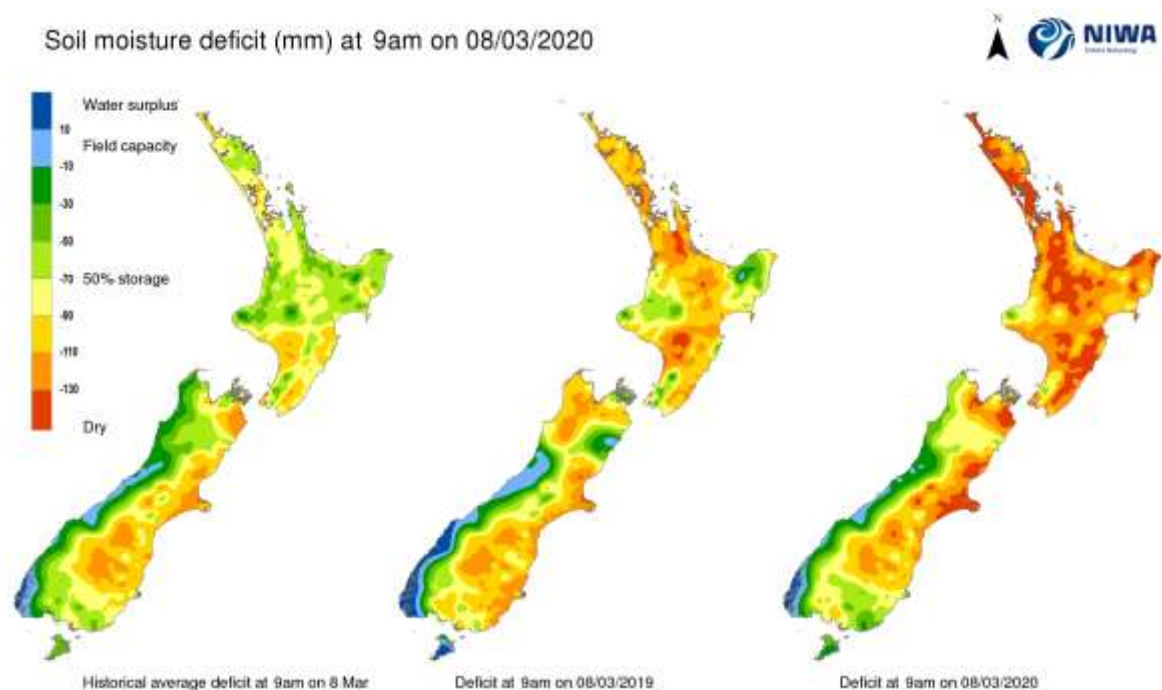 Soil moisture deficit (mm) at 9am on 08/03/2020
N
NIWA
Water surplus
10
Field capacity
-10
-30
-50
-70
50% storage
-90
-110
-130
Dry
Historical average deficit at 9am on 8 Mar
Deficit at 9am on 08/03/2019
Deficit at 9am on 08/03/2020